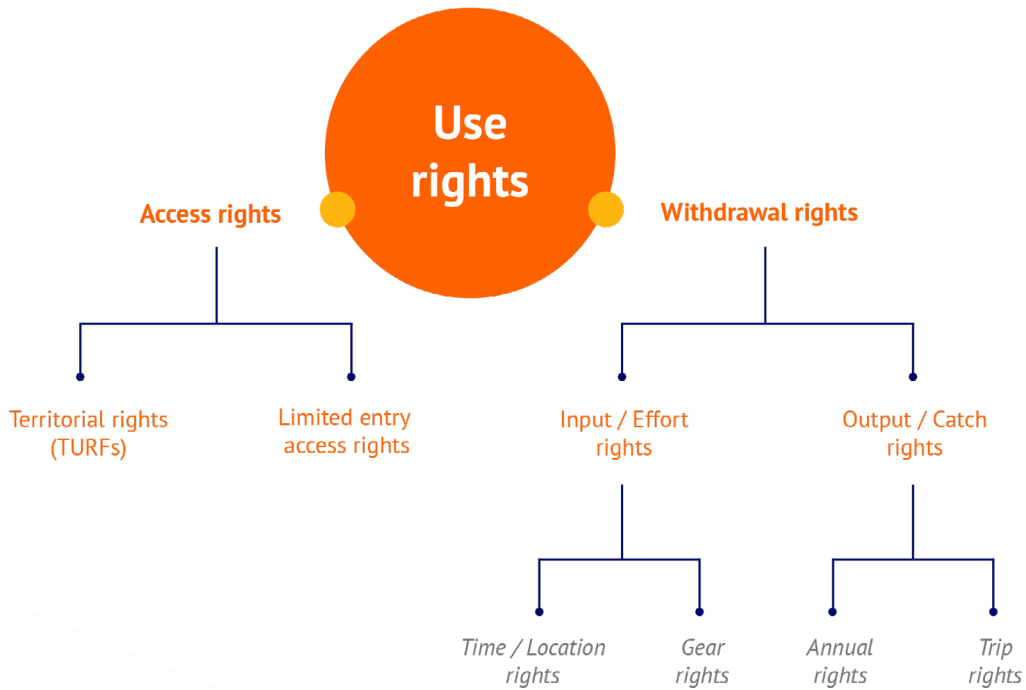 Use
rights
Access rights
Withdrawal rights
Territorial rights
(TURFs)
Limited entry
access rights
Input / Effort
rights
Output / Catch
rights
Time / Location
rights
Gear
rights
Annual
rights
Trip
rights